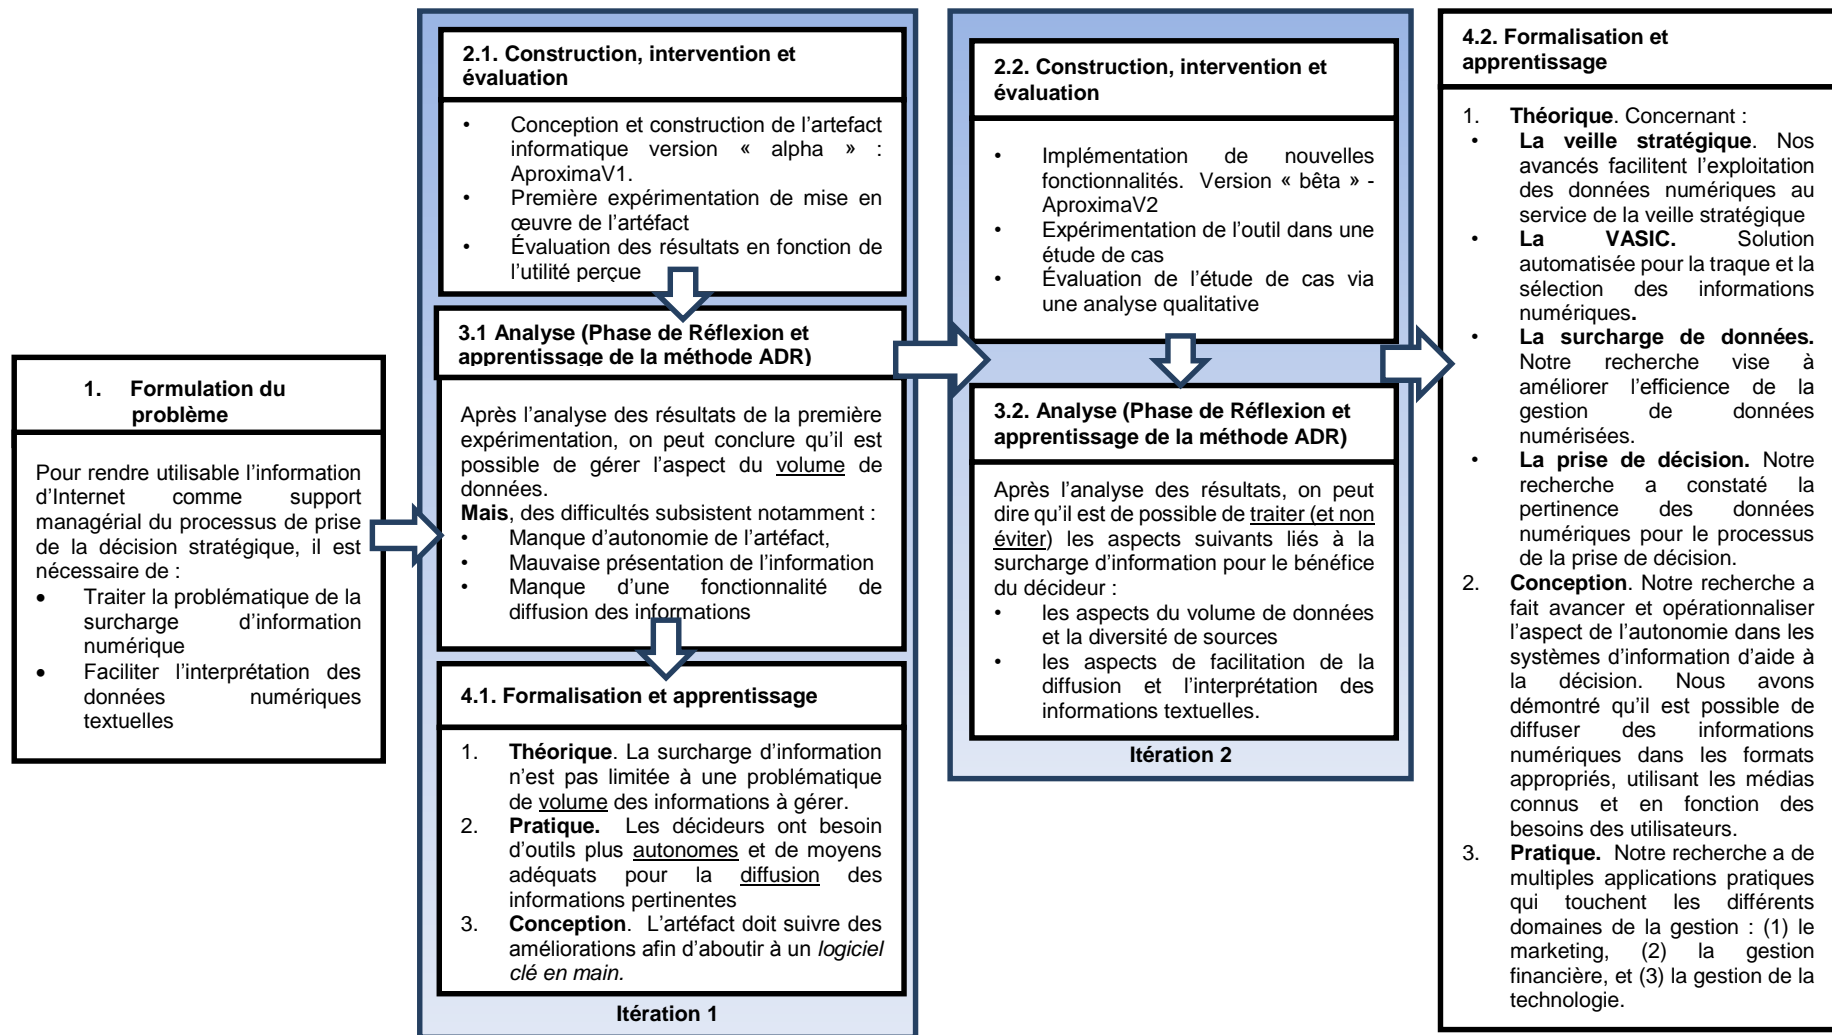 1. Formulation du
problème
Pour rendre utilisable l’information
d’Internet comme support
managérial du processus de prise
de la décision stratégique, il est
nécessaire de :
• Traiter la problématique de la
surcharge d’information
numérique
• Faciliter l’interprétation des
données numériques
textuelles
2.1. Construction, intervention et
évaluation
• Conception et construction de l’artefact
informatique version « alpha » :
AproximaV1.
• Première expérimentation de mise en
œuvre de l’artéfact
• Évaluation des résultats en fonction de
l’utilité perçue
3.1 Analyse (Phase de Réflexion et
apprentissage de la méthode ADR)
Après l’analyse des résultats de la première
expérimentation, on peut conclure qu’il est
possible de gérer l’aspect du volume de
données.
Mais, des difficultés subsistent notamment :
• Manque d’autonomie de l’artéfact,
• Mauvaise présentation de l’information
• Manque d’une fonctionnalité de
diffusion des informations
4.1. Formalisation et apprentissage
1. Théorique. La surcharge d’information
n’est pas limitée à une problématique
de volume des informations à gérer.
2. Pratique. Les décideurs ont besoin
d’outils plus autonomes et de moyens
adéquats pour la diffusion des
informations pertinentes
3. Conception. L’artéfact doit suivre des
améliorations afin d’aboutir à un logiciel
clé en main.
Itération 1
2.2. Construction, intervention et
évaluation
• Implémentation de nouvelles
fonctionnalités. Version « bêta » -
AproximaV2
• Expérimentation de l’outil dans une
étude de cas
• Évaluation de l’étude de cas via
une analyse qualitative
3.2. Analyse (Phase de Réflexion et
apprentissage de la méthode ADR)
Après l’analyse des résultats, on peut
dire qu’il est de possible de traiter (et non
éviter) les aspects suivants liés à la
surcharge d’information pour le bénéfice
du décideur :
• les aspects du volume de données
et la diversité de sources
• les aspects de facilitation de la
diffusion et l’interprétation des
informations textuelles.
Itération 2
4.2. Formalisation et
apprentissage
1. Théorique. Concernant :
• La veille stratégique. Nos
avancés facilitent l’exploitation
des données numériques au
service de la veille stratégique
• La VASIC. Solution
automatisée pour la traque et la
sélection des informations
numériques.
• La surcharge de données.
Notre recherche vise à
améliorer l’efficience de la
gestion de données
numérisées.
• La prise de décision. Notre
recherche a constaté la
pertinence des données
numériques pour le processus
de la prise de décision.
2. Conception. Notre recherche a
fait avancer et opérationnaliser
l’aspect de l’autonomie dans les
systèmes d’information d’aide à
la décision. Nous avons
démontré qu’il est possible de
diffuser des informations
numériques dans les formats
appropriés, utilisant les médias
connus et en fonction des
besoins des utilisateurs.
3. Pratique. Notre recherche a de
multiples applications pratiques
qui touchent les différents
domaines de la gestion : (1) le
marketing, (2) la gestion
financière, et (3) la gestion de la
technologie.